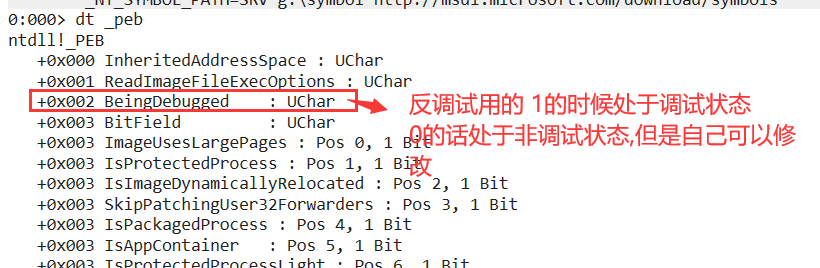 _NT_SYMBOL_PATH=SRV*g:\symbol*http://msdl.microsoft.com/download/symbols
0:000> dt _peb
ntdll!_PEB
+0x000 InheritedAddressSpace : UChar
+0x001 ReadImageFileExecOptions : UChar
+0x002 BeingDebugged : UChar
反调试用的 1的时候处于调试状态
+0x003 BitField : UChar
0的话处于非调试状态,但是自己可以修
+0x003 ImageUsesLargePages : Pos 0, 1 Bit
改
+0x003 IsProtectedProcess : Pos 1, 1 Bit
+0x003 IsImageDynamicallyRelocated : Pos 2, 1 Bit
+0x003 SkipPatchingUser32Forwarders : Pos 3, 1 Bit
+0x003 IsPackagedProcess : Pos 4, 1 Bit
+0x003 IsAppContainer : Pos 5, 1 Bit
+0x003 IsProtectedProcessLight : Pos 6, 1 Bit